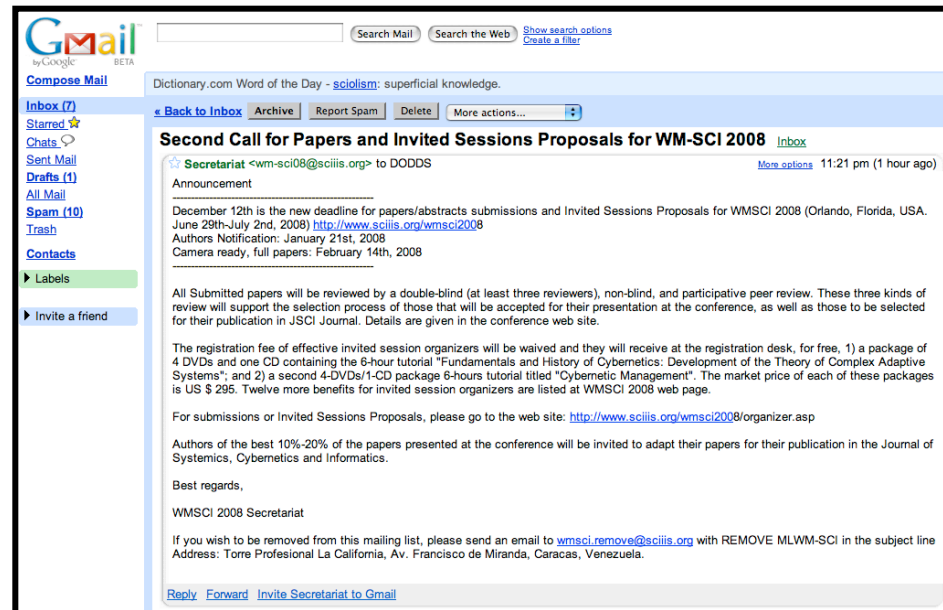 Gmail
by Google BETA
Search Mail Search the Web Show search options
Create a filter
Compose Mail
Inbox (7)
Starred
Chats
Sent Mail
Drafts (1)
All Mail
Spam (10)
Trash
Contacts
Labels
Invite a friend
Dictionary.com Word of the Day - sciolism: superficial knowledge.
« Back to Inbox Archive Report Spam Delete More actions...
Second Call for Papers and Invited Sessions Proposals for WM-SCI 2008 Inbox
Secretariat <wm-sci08@sciiis.org> to DODDS More options 11:21 pm (1 hour ago)
Announcement
------------------------------------------------------
December 12th is the new deadline for papers/abstracts submissions and Invited Sessions Proposals for WMSCI 2008 (Orlando, Florida, USA.
June 29th-July 2nd, 2008) http://www.sciiis.org/wmsci2008
Authors Notification: January 21st, 2008
Camera ready, full papers: February 14th, 2008
------------------------------------------------------
All Submitted papers will be reviewed by a double-blind (at least three reviewers), non-blind, and participative peer review. These three kinds of
review will support the selection process of those that will be accepted for their presentation at the conference, as well as those to be selected
for their publication in JSCI Journal. Details are given in the conference web site.
The registration fee of effective invited session organizers will be waived and they will receive at the registration desk, for free, 1) a package of
4 DVDs and one CD containing the 6-hour tutorial "Fundamentals and History of Cybernetics: Development of the Theory of Complex Adaptive
Systems"; and 2) a second 4-DVDs/1-CD package 6-hours tutorial titled "Cybernetic Management". The market price of each of these packages
is US $ 295. Twelve more benefits for invited session organizers are listed at WMSCI 2008 web page.
For submissions or Invited Sessions Proposals, please go to the web site: http://www.sciiis.org/wmsci2008/organizer.asp
Authors of the best 10%-20% of the papers presented at the conference will be invited to adapt their papers for their publication in the Journal of
Systemics, Cybernetics and Informatics.
Best regards,
WMSCI 2008 Secretariat
If you wish to be removed from this mailing list, please send an email to wmsci.remove@sciiis.org with REMOVE MLWM-SCI in the subject line
Address: Torre Profesional La California, Av. Francisco de Miranda, Caracas, Venezuela.
Reply Forward Invite Secretariat to Gmail